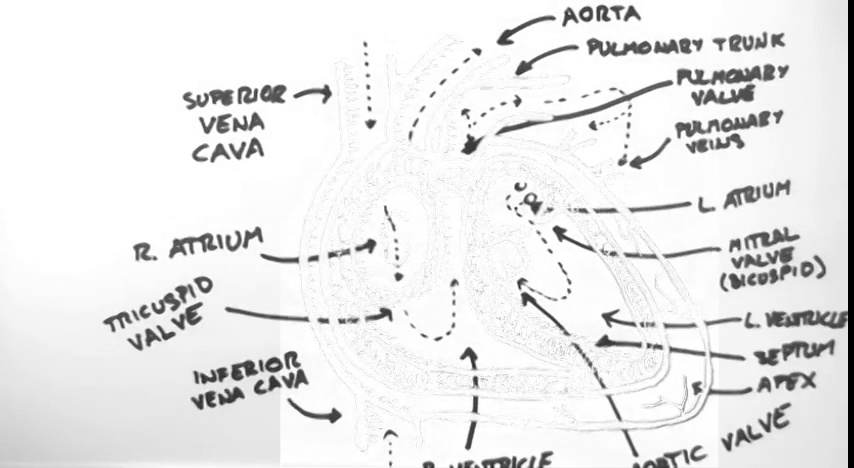 AORTA
PULMONARY TRUNK
PULMONARY
VALVE
SUPERIOR
VENA
CAVA
PULMONARY
VEINS
L. ATRIUM
R. ATRIUM
MITRAL
VALVE
(BICUSPID)
TRICUSPID
VALVE
L. VENTRICLE
SEPTUM
INFERIOR
VENA CAVA
APEX
R. VENTRICLE
AORTIC VALVE